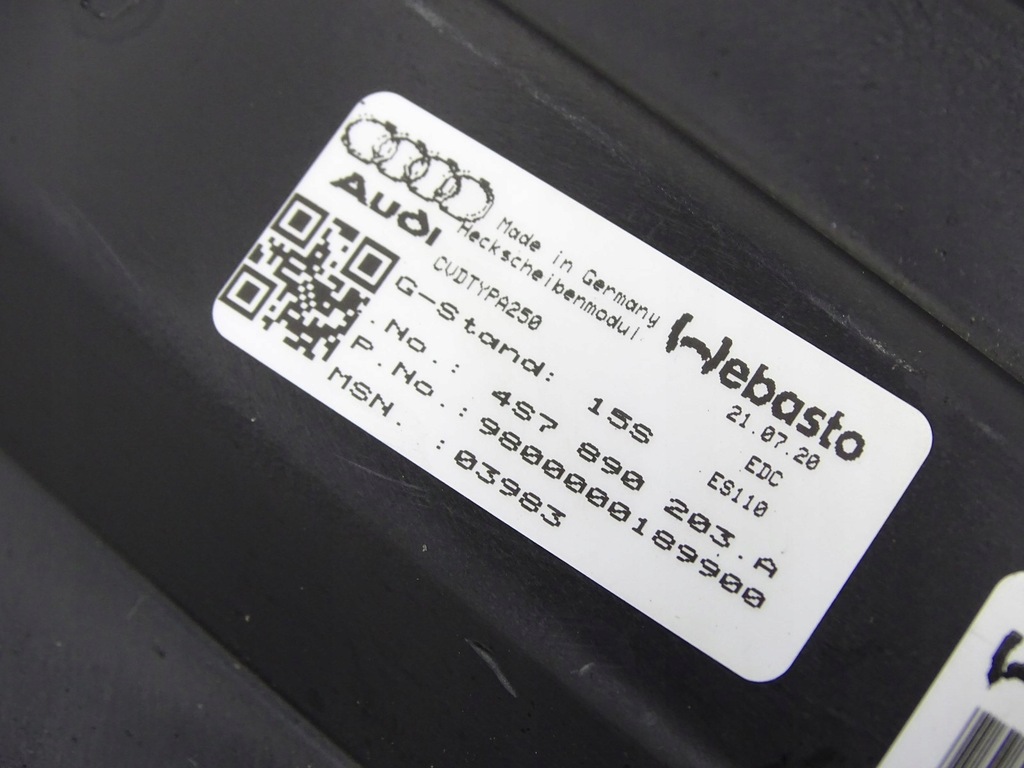 Audi
Made in Germany
Heckscheibenmodul
Webasto
CVDTYPA250
21.07.20
G-Stand: 15S
EDC
.No.: 4S7 890 203.A
ES110
P.No.: 9800000189900
MSN. : 03983